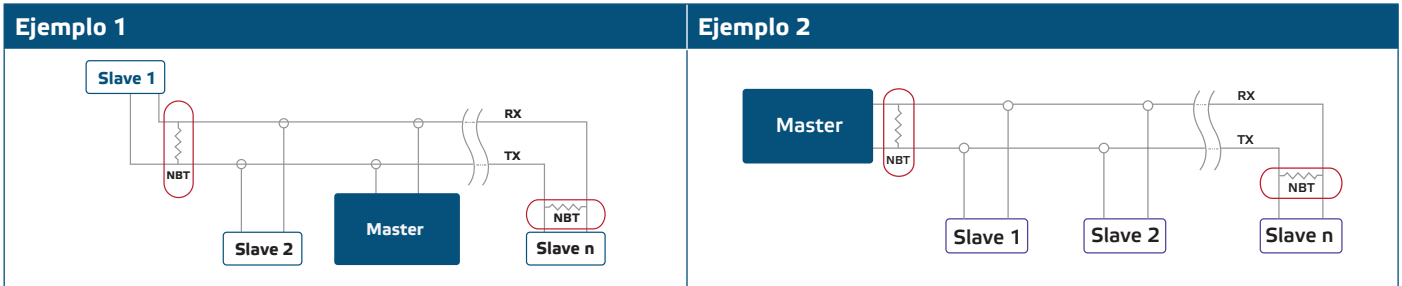 Ejemplo 1
Slave 1
RX
TX
NBT
Slave 2
Master
NBT
Slave n
Ejemplo 2
Master
RX
TX
NBT
NBT
Slave 1
Slave 2
Slave n